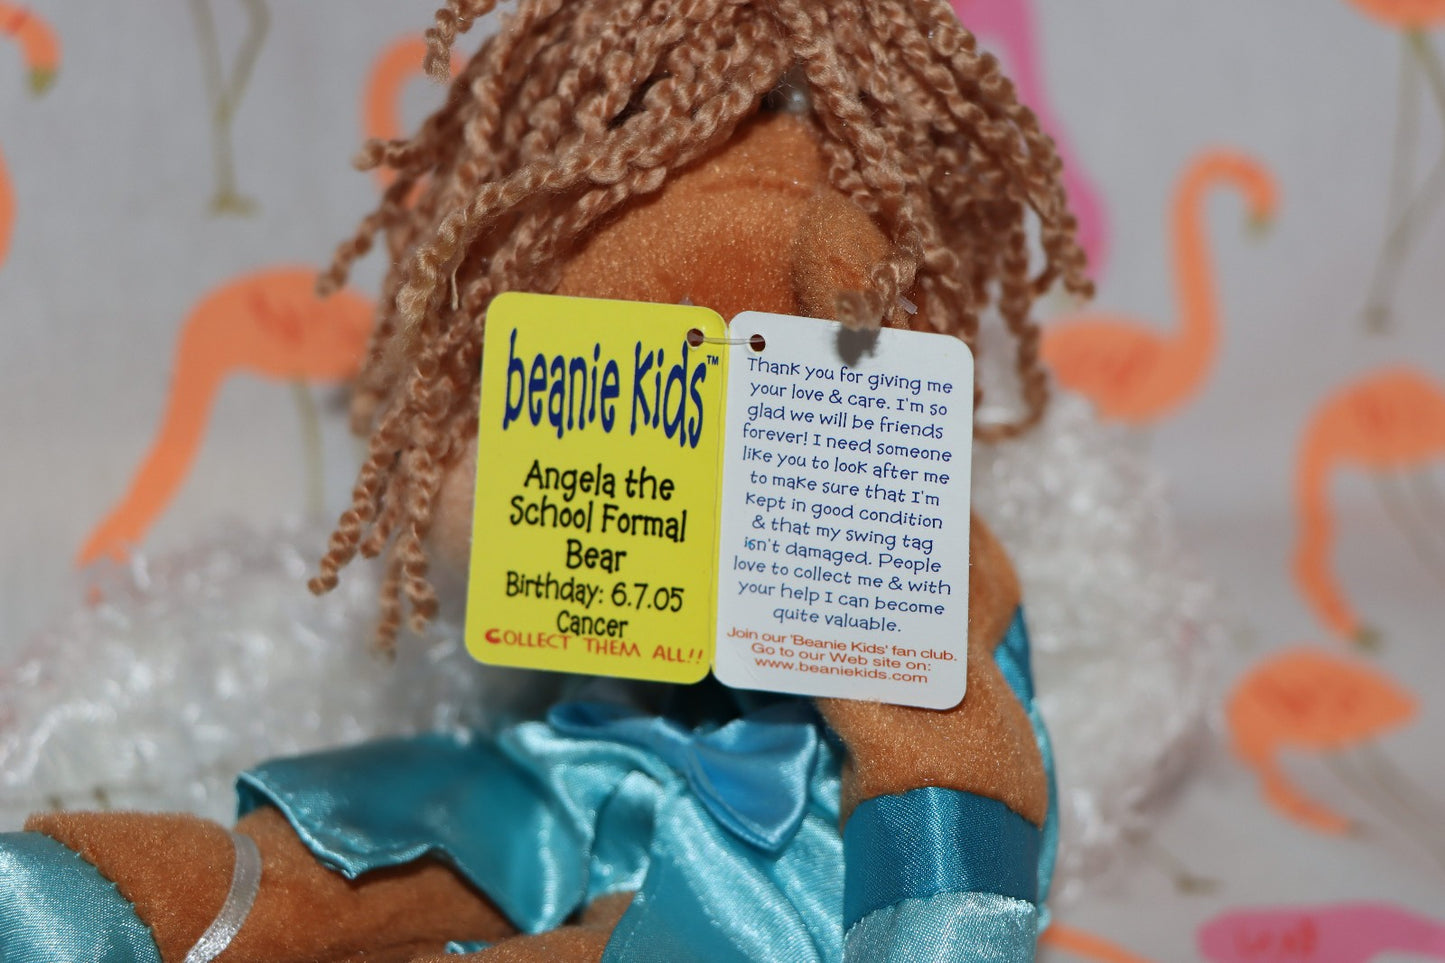 beanie Kids™
Angela the
School Formal
Bear
Birthday: 6.7.05
Cancer
COLLECT THEM ALL!!
Thank you for giving me
your love & care. I'm so
glad we will be friends
forever! I need someone
like you to look after me
to make sure that I'm
kept in good condition
& that my swing tag
isn't damaged. People
love to collect me & with
your help I can become
quite valuable.
Join our 'Beanie Kids' fan club.
Go to our Web site on:
www.beaniekids.com